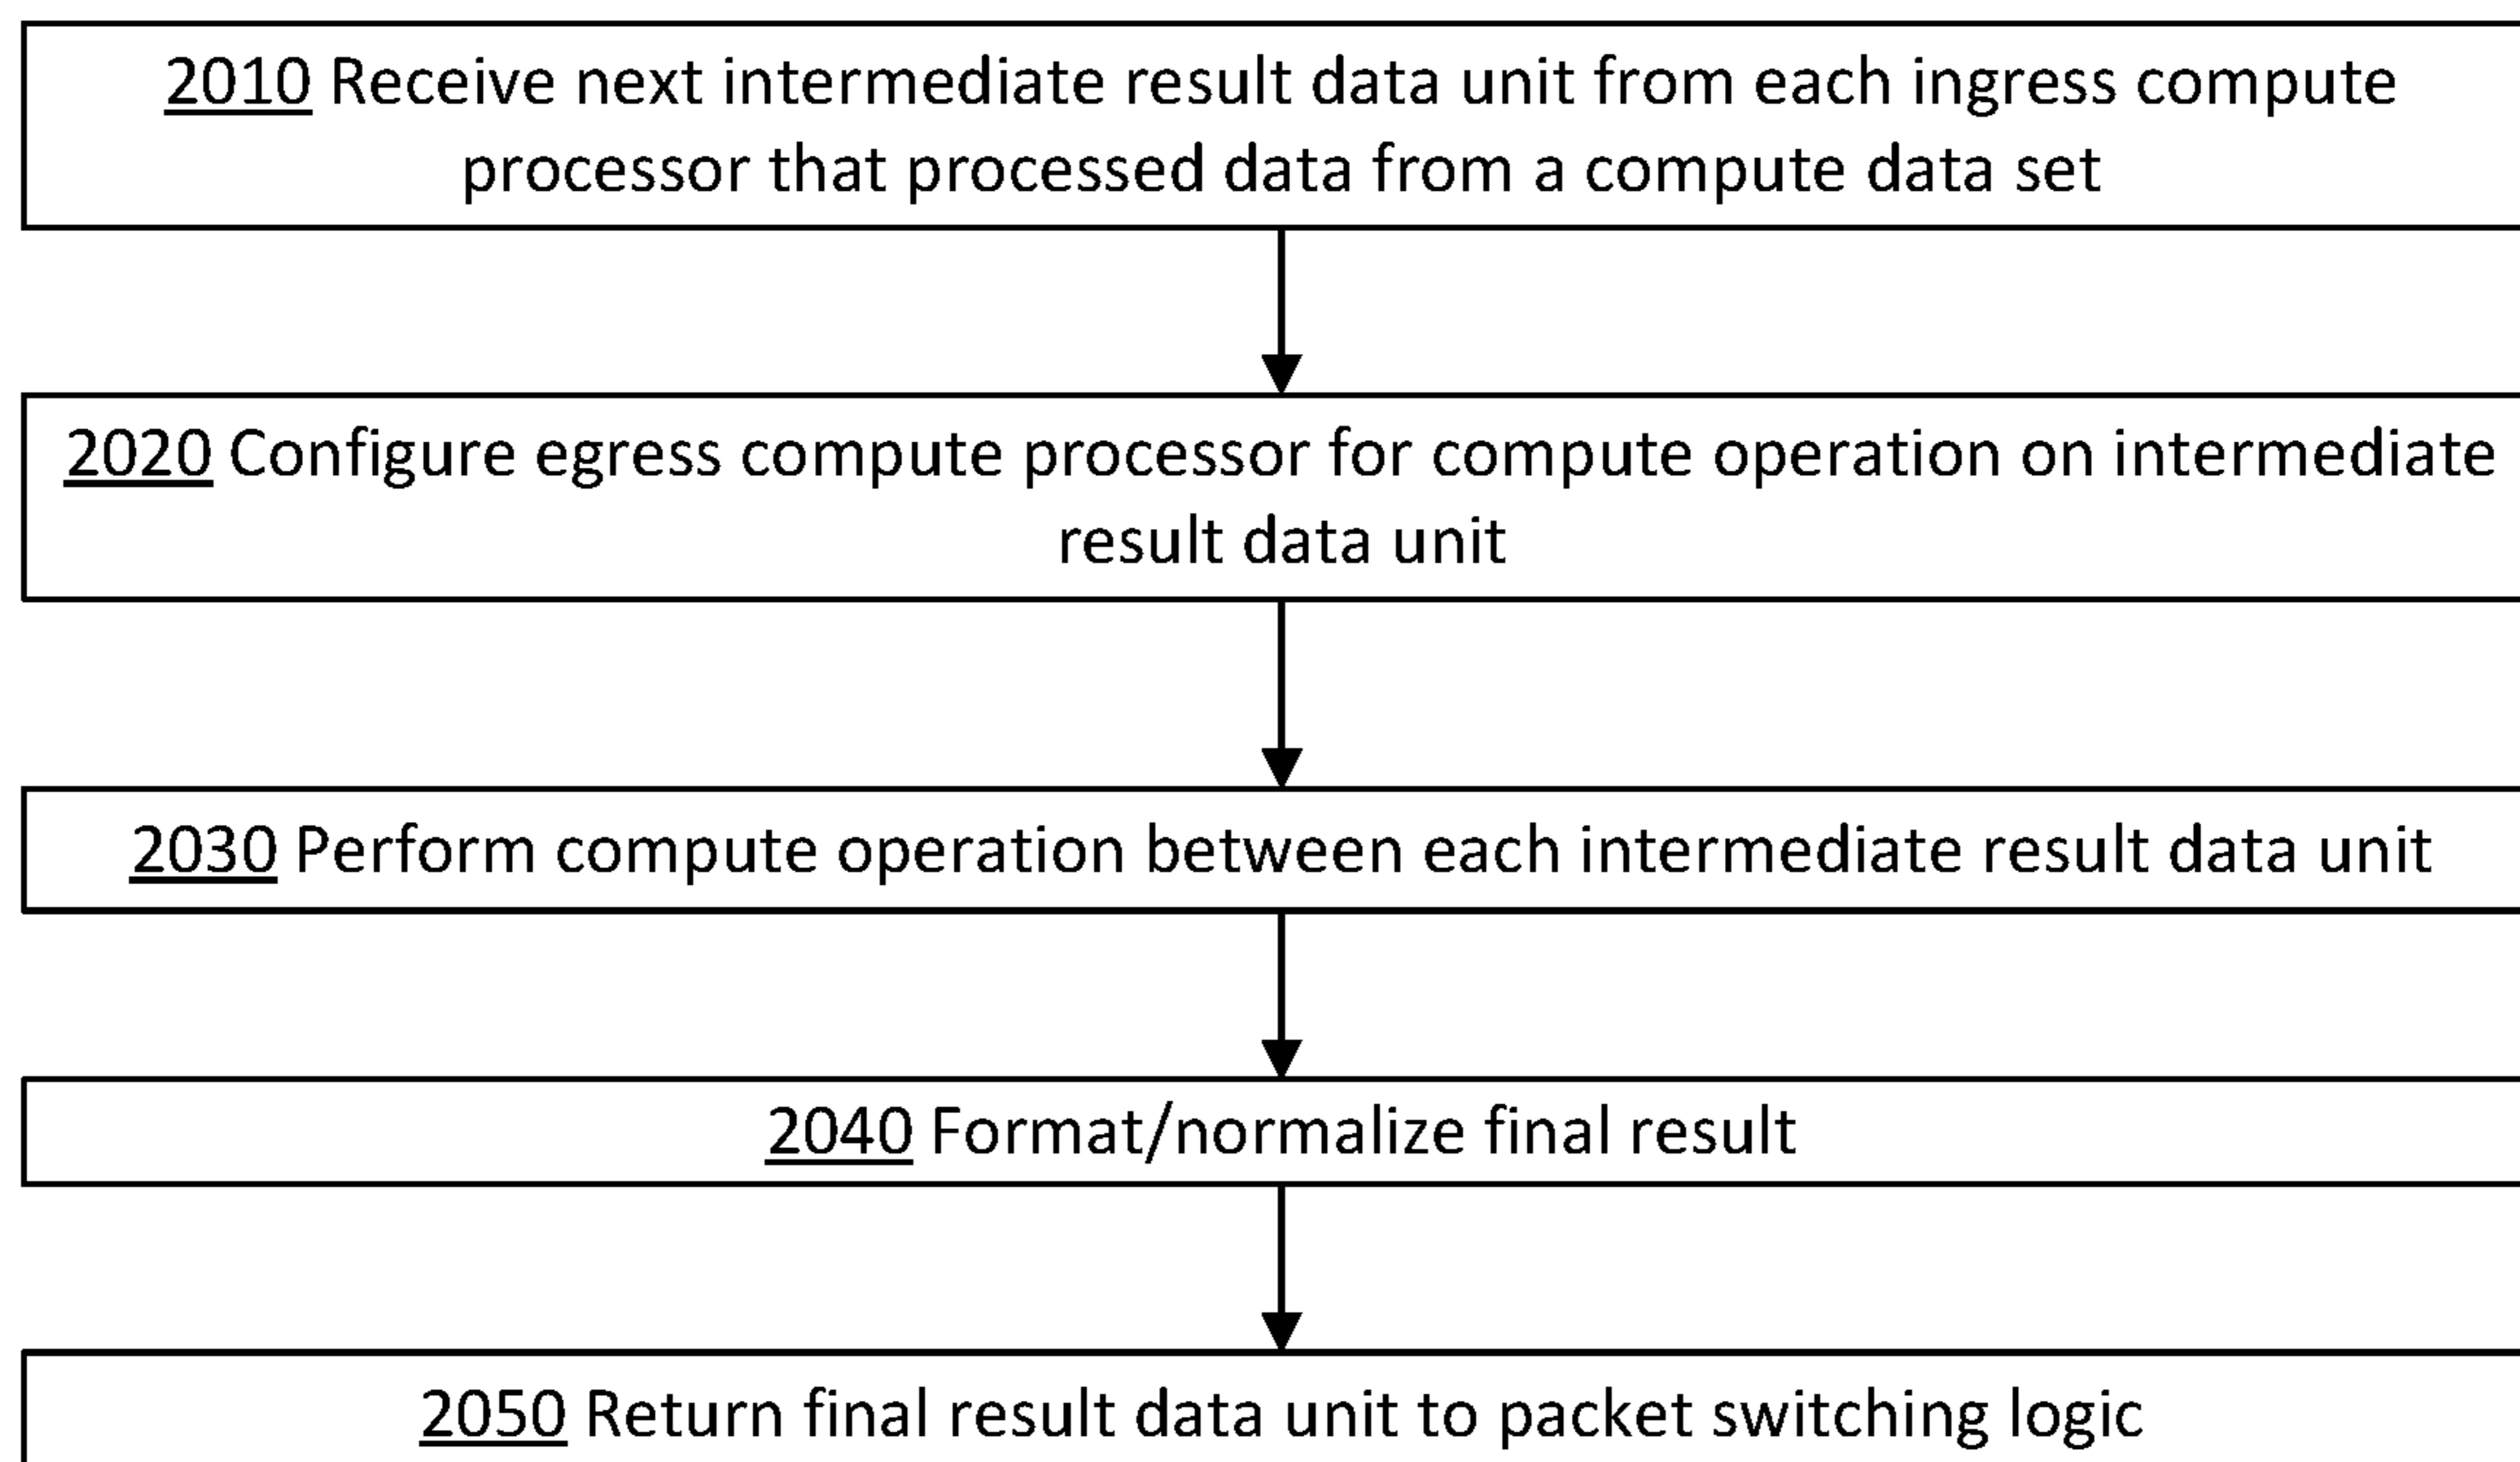 2010 Receive next intermediate result data unit from each ingress compute
processor that processed data from a compute data set
2020 Configure egress compute processor for compute operation on intermediate
result data unit
2030 Perform compute operation between each intermediate result data unit
2040 Format/normalize final result
2050 Return final result data unit to packet switching logic